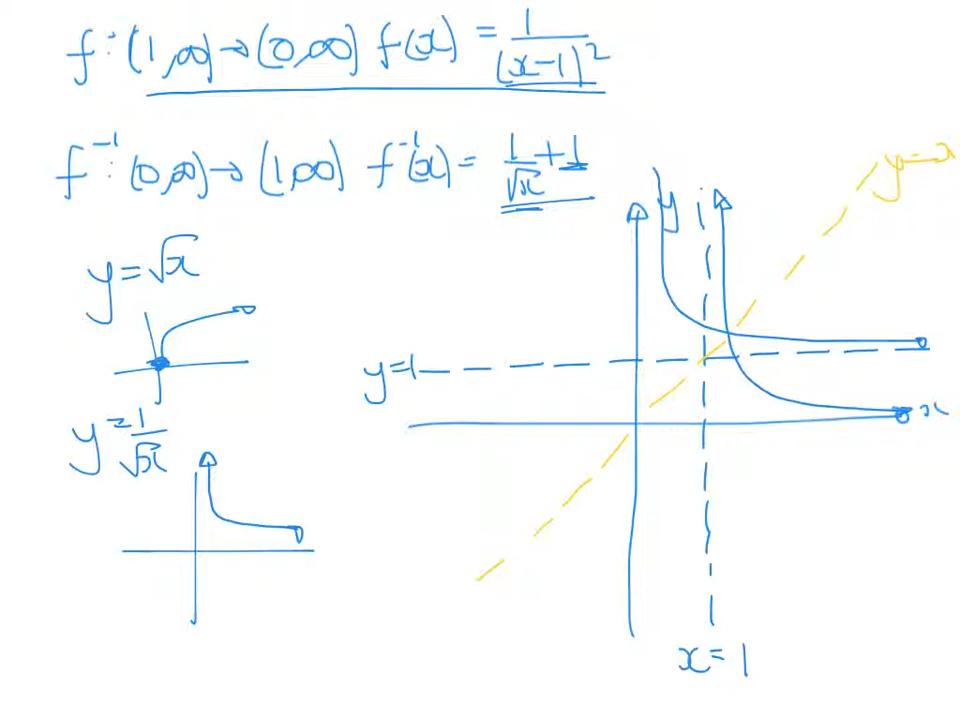 f : (1,∞) → (0,∞) f(x) = 1/(x-1)²
f⁻¹ : (0,∞) → (1,∞) f⁻¹(x) = 1/√x + 1
y = x
y
y = √x
y = 1
x
y = 1/√x
x = 1